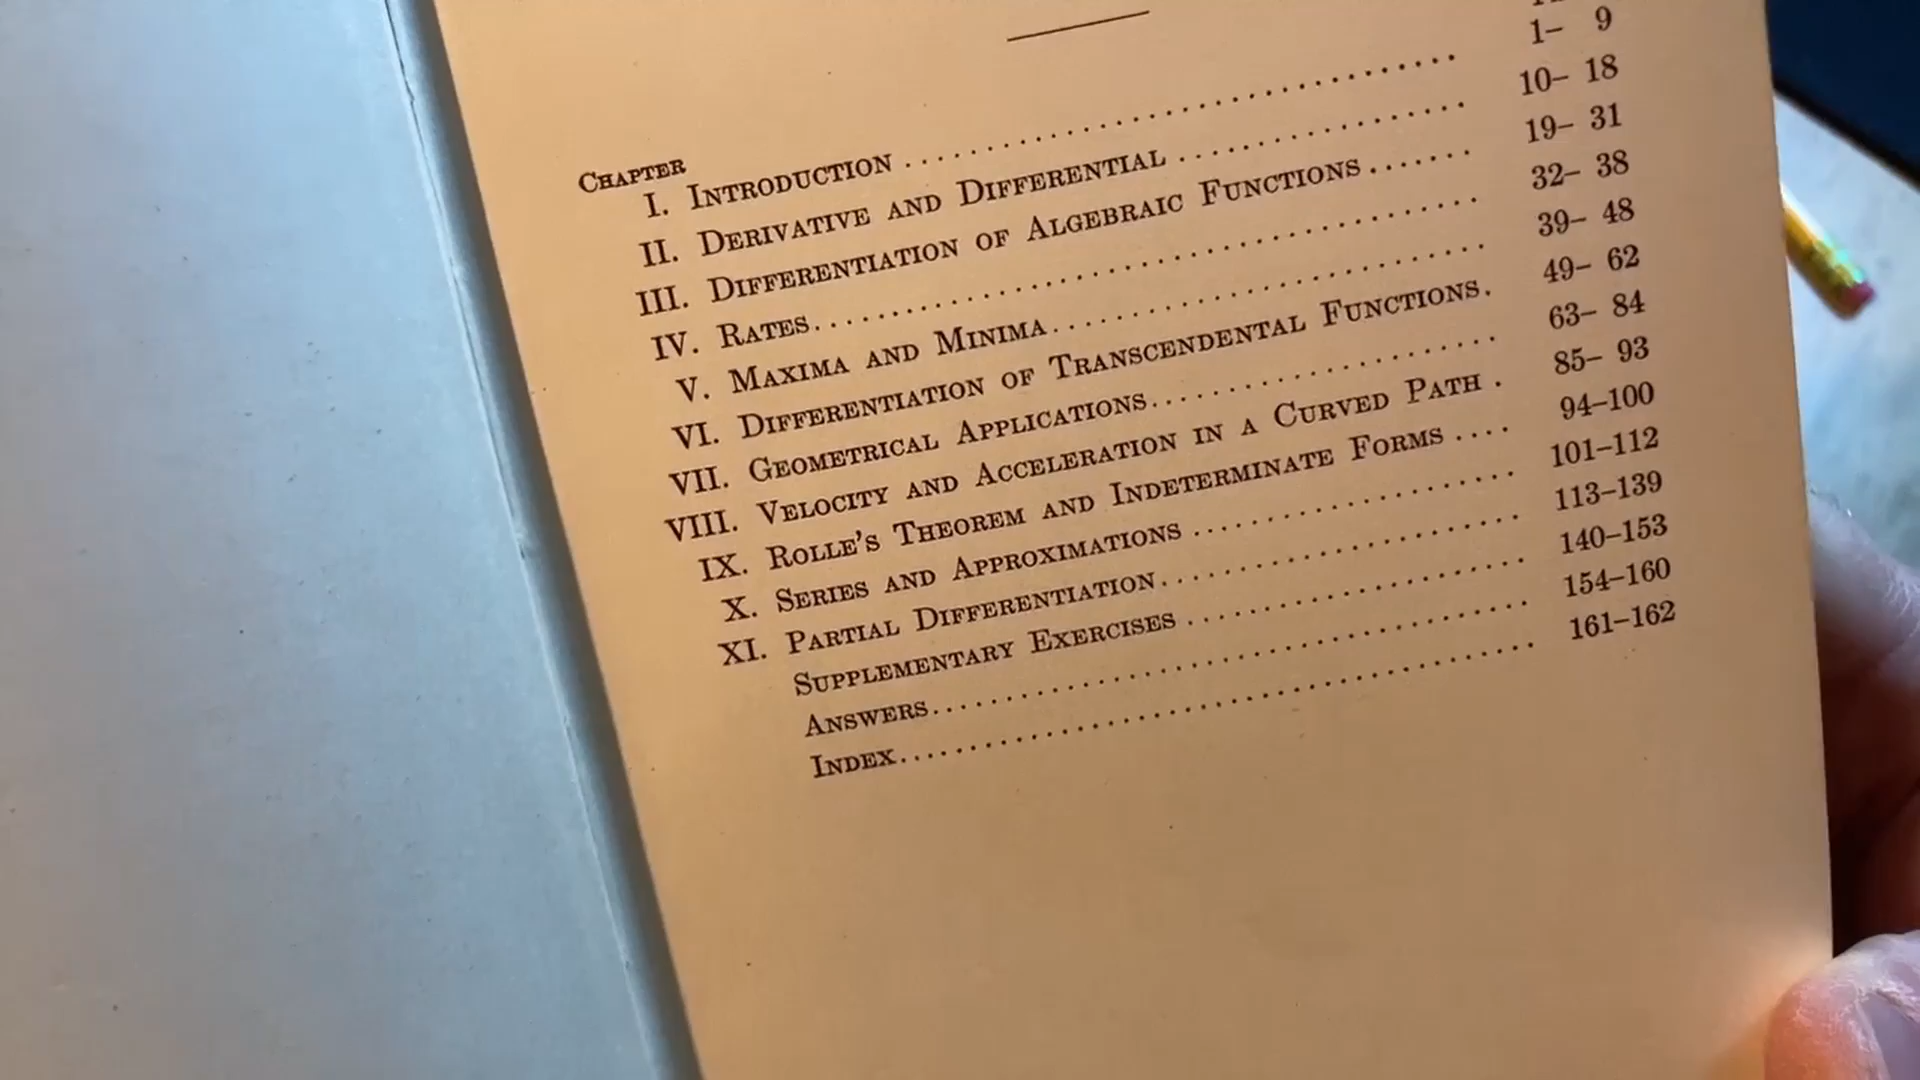 CHAPTER
I. INTRODUCTION 1– 9
II. DERIVATIVE AND DIFFERENTIAL 10– 18
III. DIFFERENTIATION OF ALGEBRAIC FUNCTIONS 19– 31
IV. RATES 32– 38
V. MAXIMA AND MINIMA 39– 48
VI. DIFFERENTIATION OF TRANSCENDENTAL FUNCTIONS 49– 62
VII. GEOMETRICAL APPLICATIONS 63– 84
VIII. VELOCITY AND ACCELERATION IN A CURVED PATH 85– 93
IX. ROLLE'S THEOREM AND INDETERMINATE FORMS 94–100
X. SERIES AND APPROXIMATIONS 101–112
XI. PARTIAL DIFFERENTIATION 113–139
SUPPLEMENTARY EXERCISES 140–153
ANSWERS 154–160
INDEX 161–162